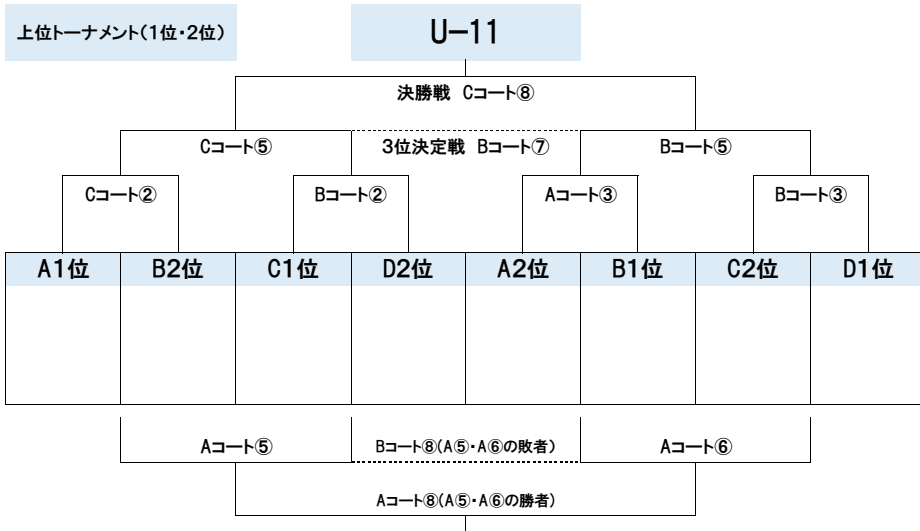 上位トーナメント(1位・2位)
U-11
決勝戦 Cコート⑧
Cコート⑤
3位決定戦 Bコート⑦
Bコート⑤
Cコート②
Bコート②
Aコート③
Bコート③
A1位
B2位
C1位
D2位
A2位
B1位
C2位
D1位
Aコート⑤
Bコート⑧(A⑤・A⑥の敗者)
Aコート⑥
Aコート⑧(A⑤・A⑥の勝者)